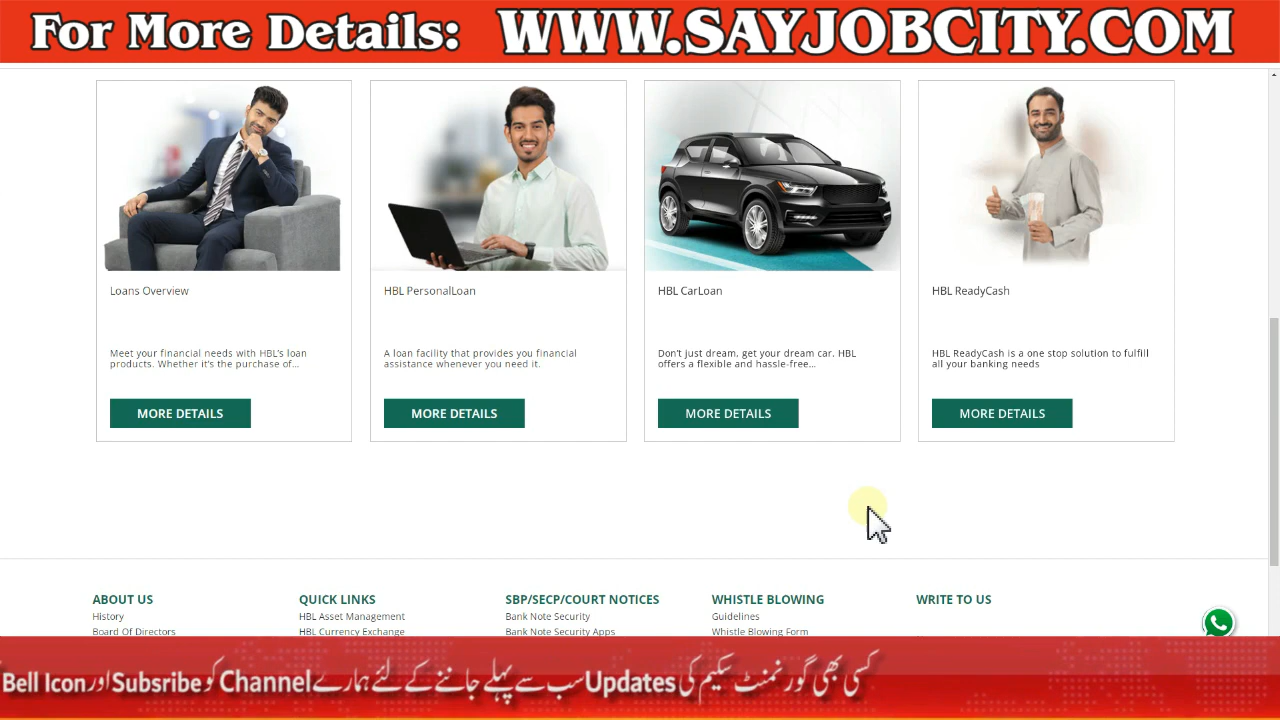 For More Details: WWW.SAYJOBCITY.COM
Loans Overview
Meet your financial needs with HBL's loan
products. Whether it's the purchase of...
MORE DETAILS
HBL PersonalLoan
A loan facility that provides you financial
assistance whenever you need it.
MORE DETAILS
HBL CarLoan
Don't just dream, get your dream car. HBL
offers a flexible and hassle-free...
MORE DETAILS
HBL ReadyCash
HBL ReadyCash is a one stop solution to fulfill
all your banking needs
MORE DETAILS
ABOUT US
History
Board Of Directors
QUICK LINKS
HBL Asset Management
HBL Currency Exchange
SBP/SECP/COURT NOTICES
Bank Note Security
Bank Note Security Apps
WHISTLE BLOWING
Guidelines
Whistle Blowing Form
WRITE TO US
کسی بھی گورنمنٹ سکیم کی Updates سب سے پہلے جاننے کے لئے ہمارے Channel کو Subsribe اور Bell Icon